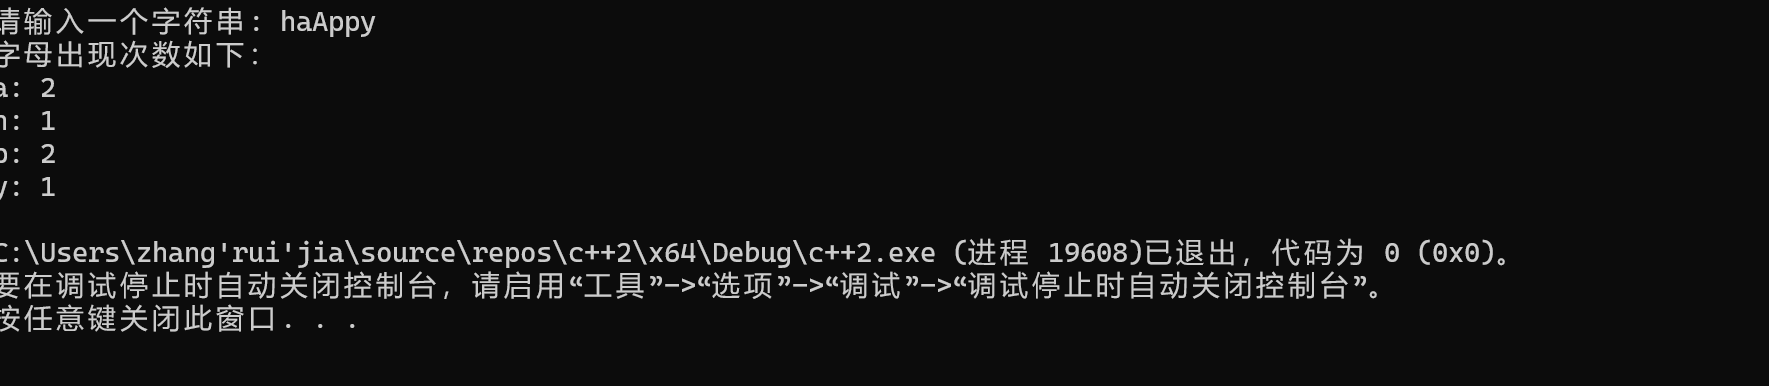 请输入一个字符串: haAppy
字母出现次数如下:
a: 2
h: 1
p: 2
y: 1
C:\Users\zhang'rui'jia\source\repos\c++2\x64\Debug\c++2.exe (进程 19608)已退出，代码为 0 (0x0)。
要在调试停止时自动关闭控制台，请启用“工具”->“选项”->“调试”->“调试停止时自动关闭控制台”。
按任意键关闭此窗口. . .